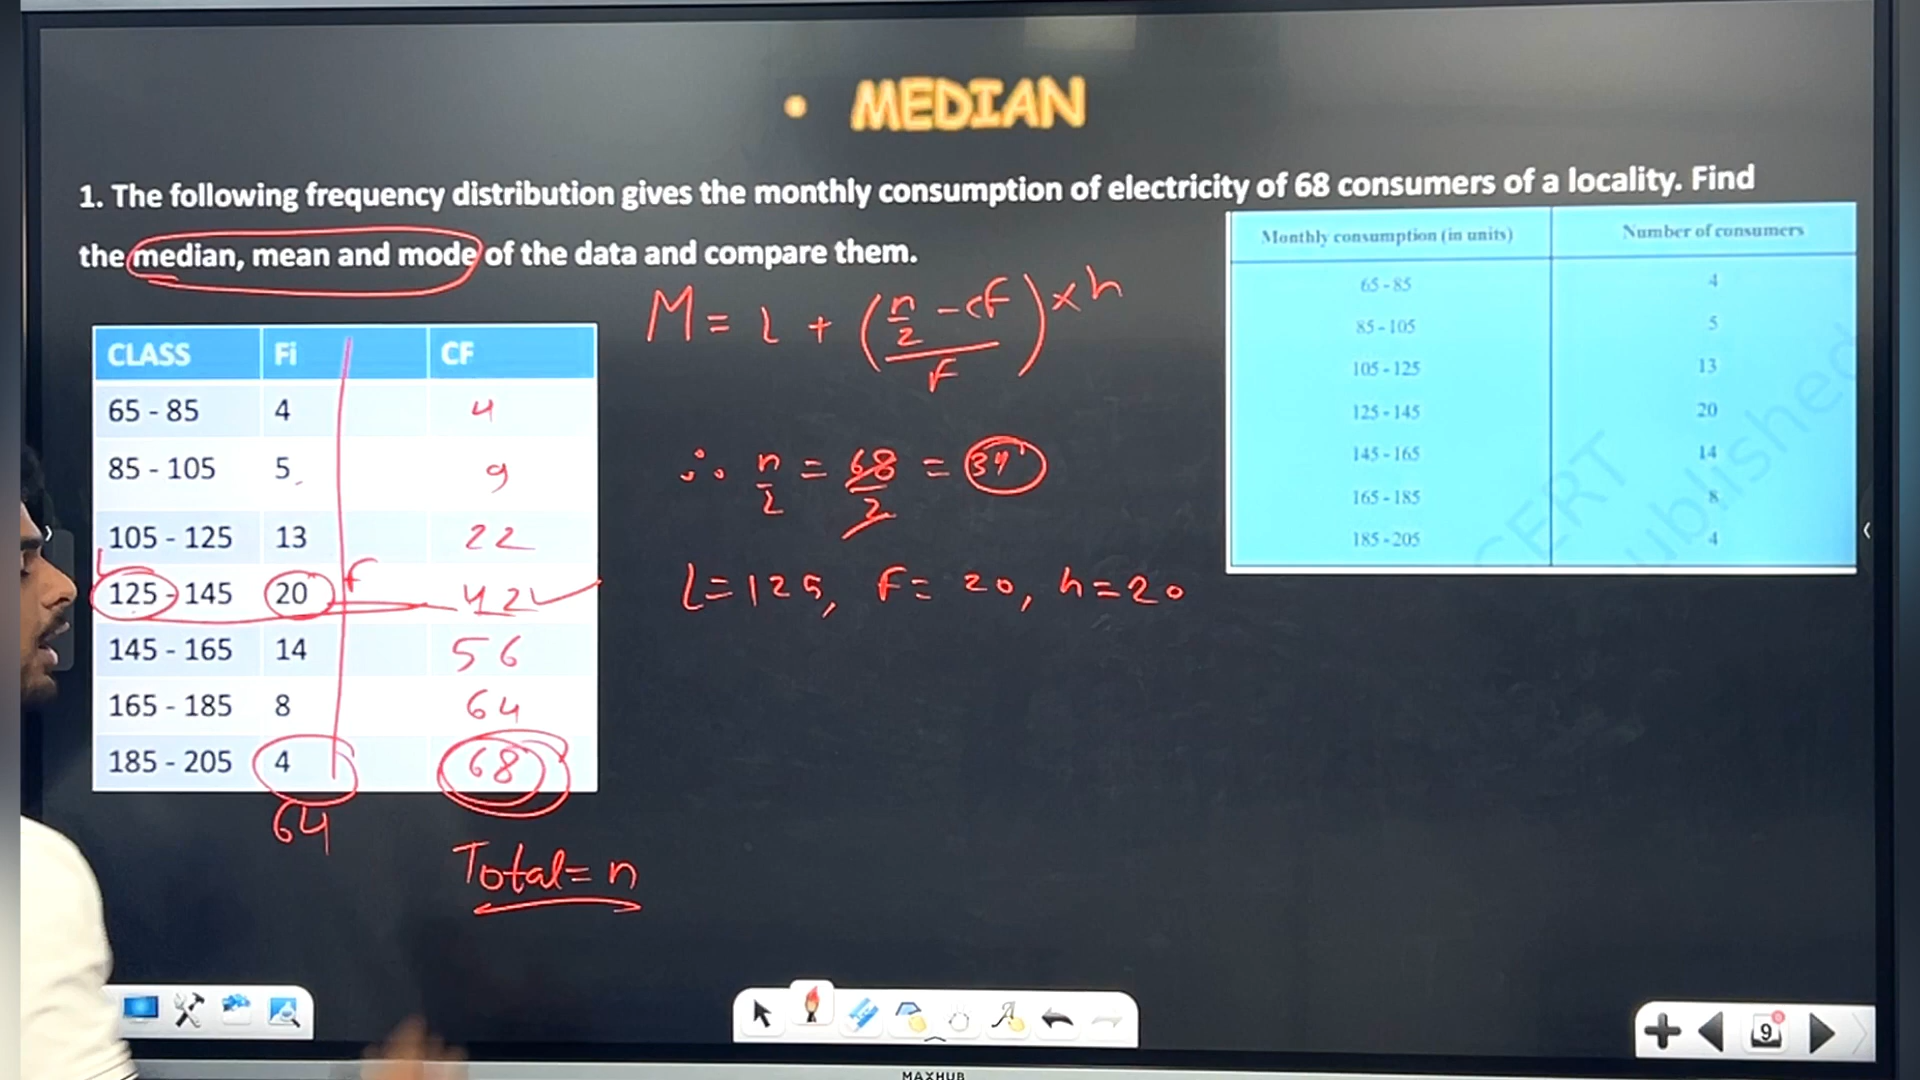 • MEDIAN
1. The following frequency distribution gives the monthly consumption of electricity of 68 consumers of a locality. Find
the median, mean and mode of the data and compare them.
Monthly consumption (in units) Number of consumers
65 - 85 4
85 - 105 5
105 - 125 13
125 - 145 20
145 - 165 14
165 - 185 8
185 - 205 4
CERT
ublished
CLASS Fi CF
65 - 85 4 4
85 - 105 5 9
105 - 125 13 22
125 - 145 20 f 42
145 - 165 14 56
165 - 185 8 64
185 - 205 4 68
64
Total = n
M = l + (n/2 - cf / f) × h
∴ n/2 = 68/2 = 34
l = 125, f = 20, h = 20
9
MAXHUB